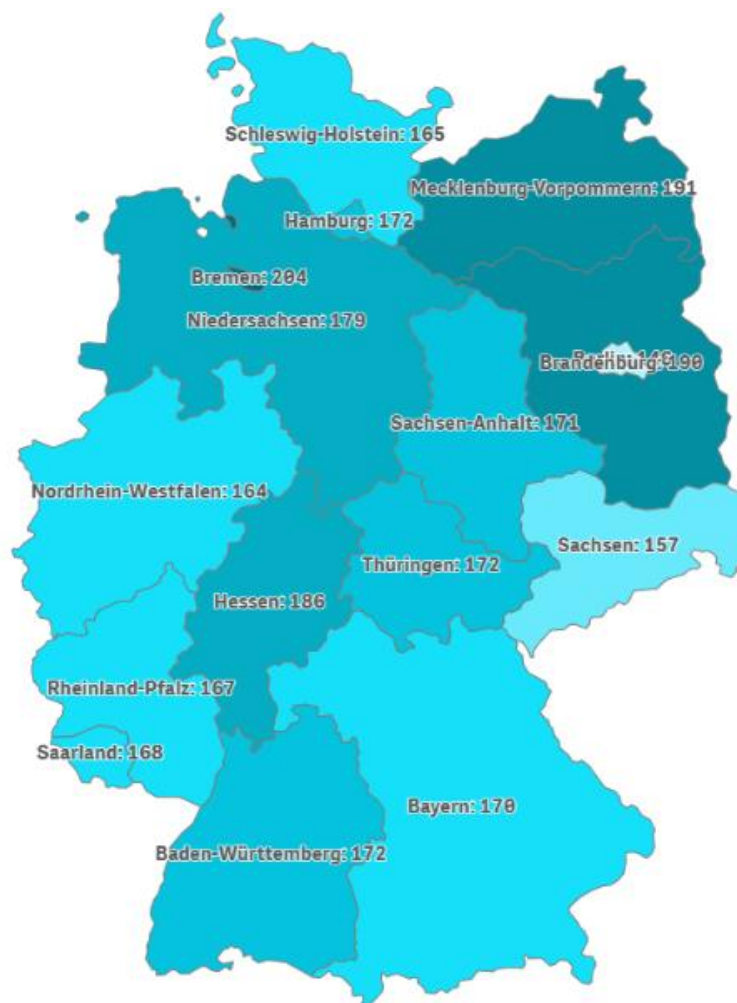 Schleswig-Holstein: 165
Mecklenburg-Vorpommern: 191
Hamburg: 172
Bremen: 204
Niedersachsen: 179
Brandenburg: 190
Sachsen-Anhalt: 171
Nordrhein-Westfalen: 164
Sachsen: 157
Thüringen: 172
Hessen: 186
Rheinland-Pfalz: 167
Saarland: 168
Bayern: 170
Baden-Württemberg: 172